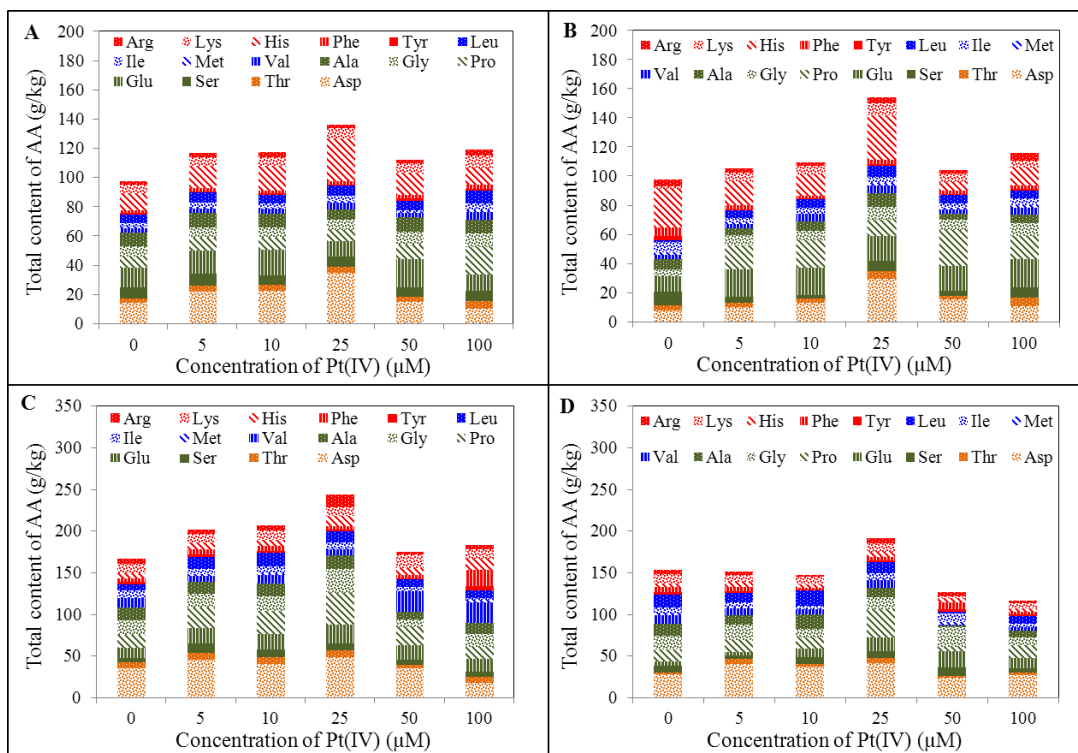 A
Arg Lys His Phe Tyr Leu
Ile Met Val Ala Gly Pro
Glu Ser Thr Asp
200
180
160
140
120
100
80
60
40
20
0
Total content of AA (g/kg)
0 5 10 25 50 100
Concentration of Pt(IV) (µM)
B
Arg Lys His Phe Tyr Leu Ile Met
Val Ala Gly Pro Glu Ser Thr Asp
200
180
160
140
120
100
80
60
40
20
0
Total content of AA (g/kg)
0 5 10 25 50 100
Concentration of Pt(IV) (µM)
C
Arg Lys His Phe Tyr Leu
Ile Met Val Ala Gly Pro
Glu Ser Thr Asp
350
300
250
200
150
100
50
0
Total content of AA (g/kg)
0 5 10 25 50 100
Concentration of Pt(IV) (µM)
D
Arg Lys His Phe Tyr Leu Ile Met
Val Ala Gly Pro Glu Ser Thr Asp
350
300
250
200
150
100
50
0
Total content of AA (g/kg)
0 5 10 25 50 100
Concentration of Pt(IV) (µM)